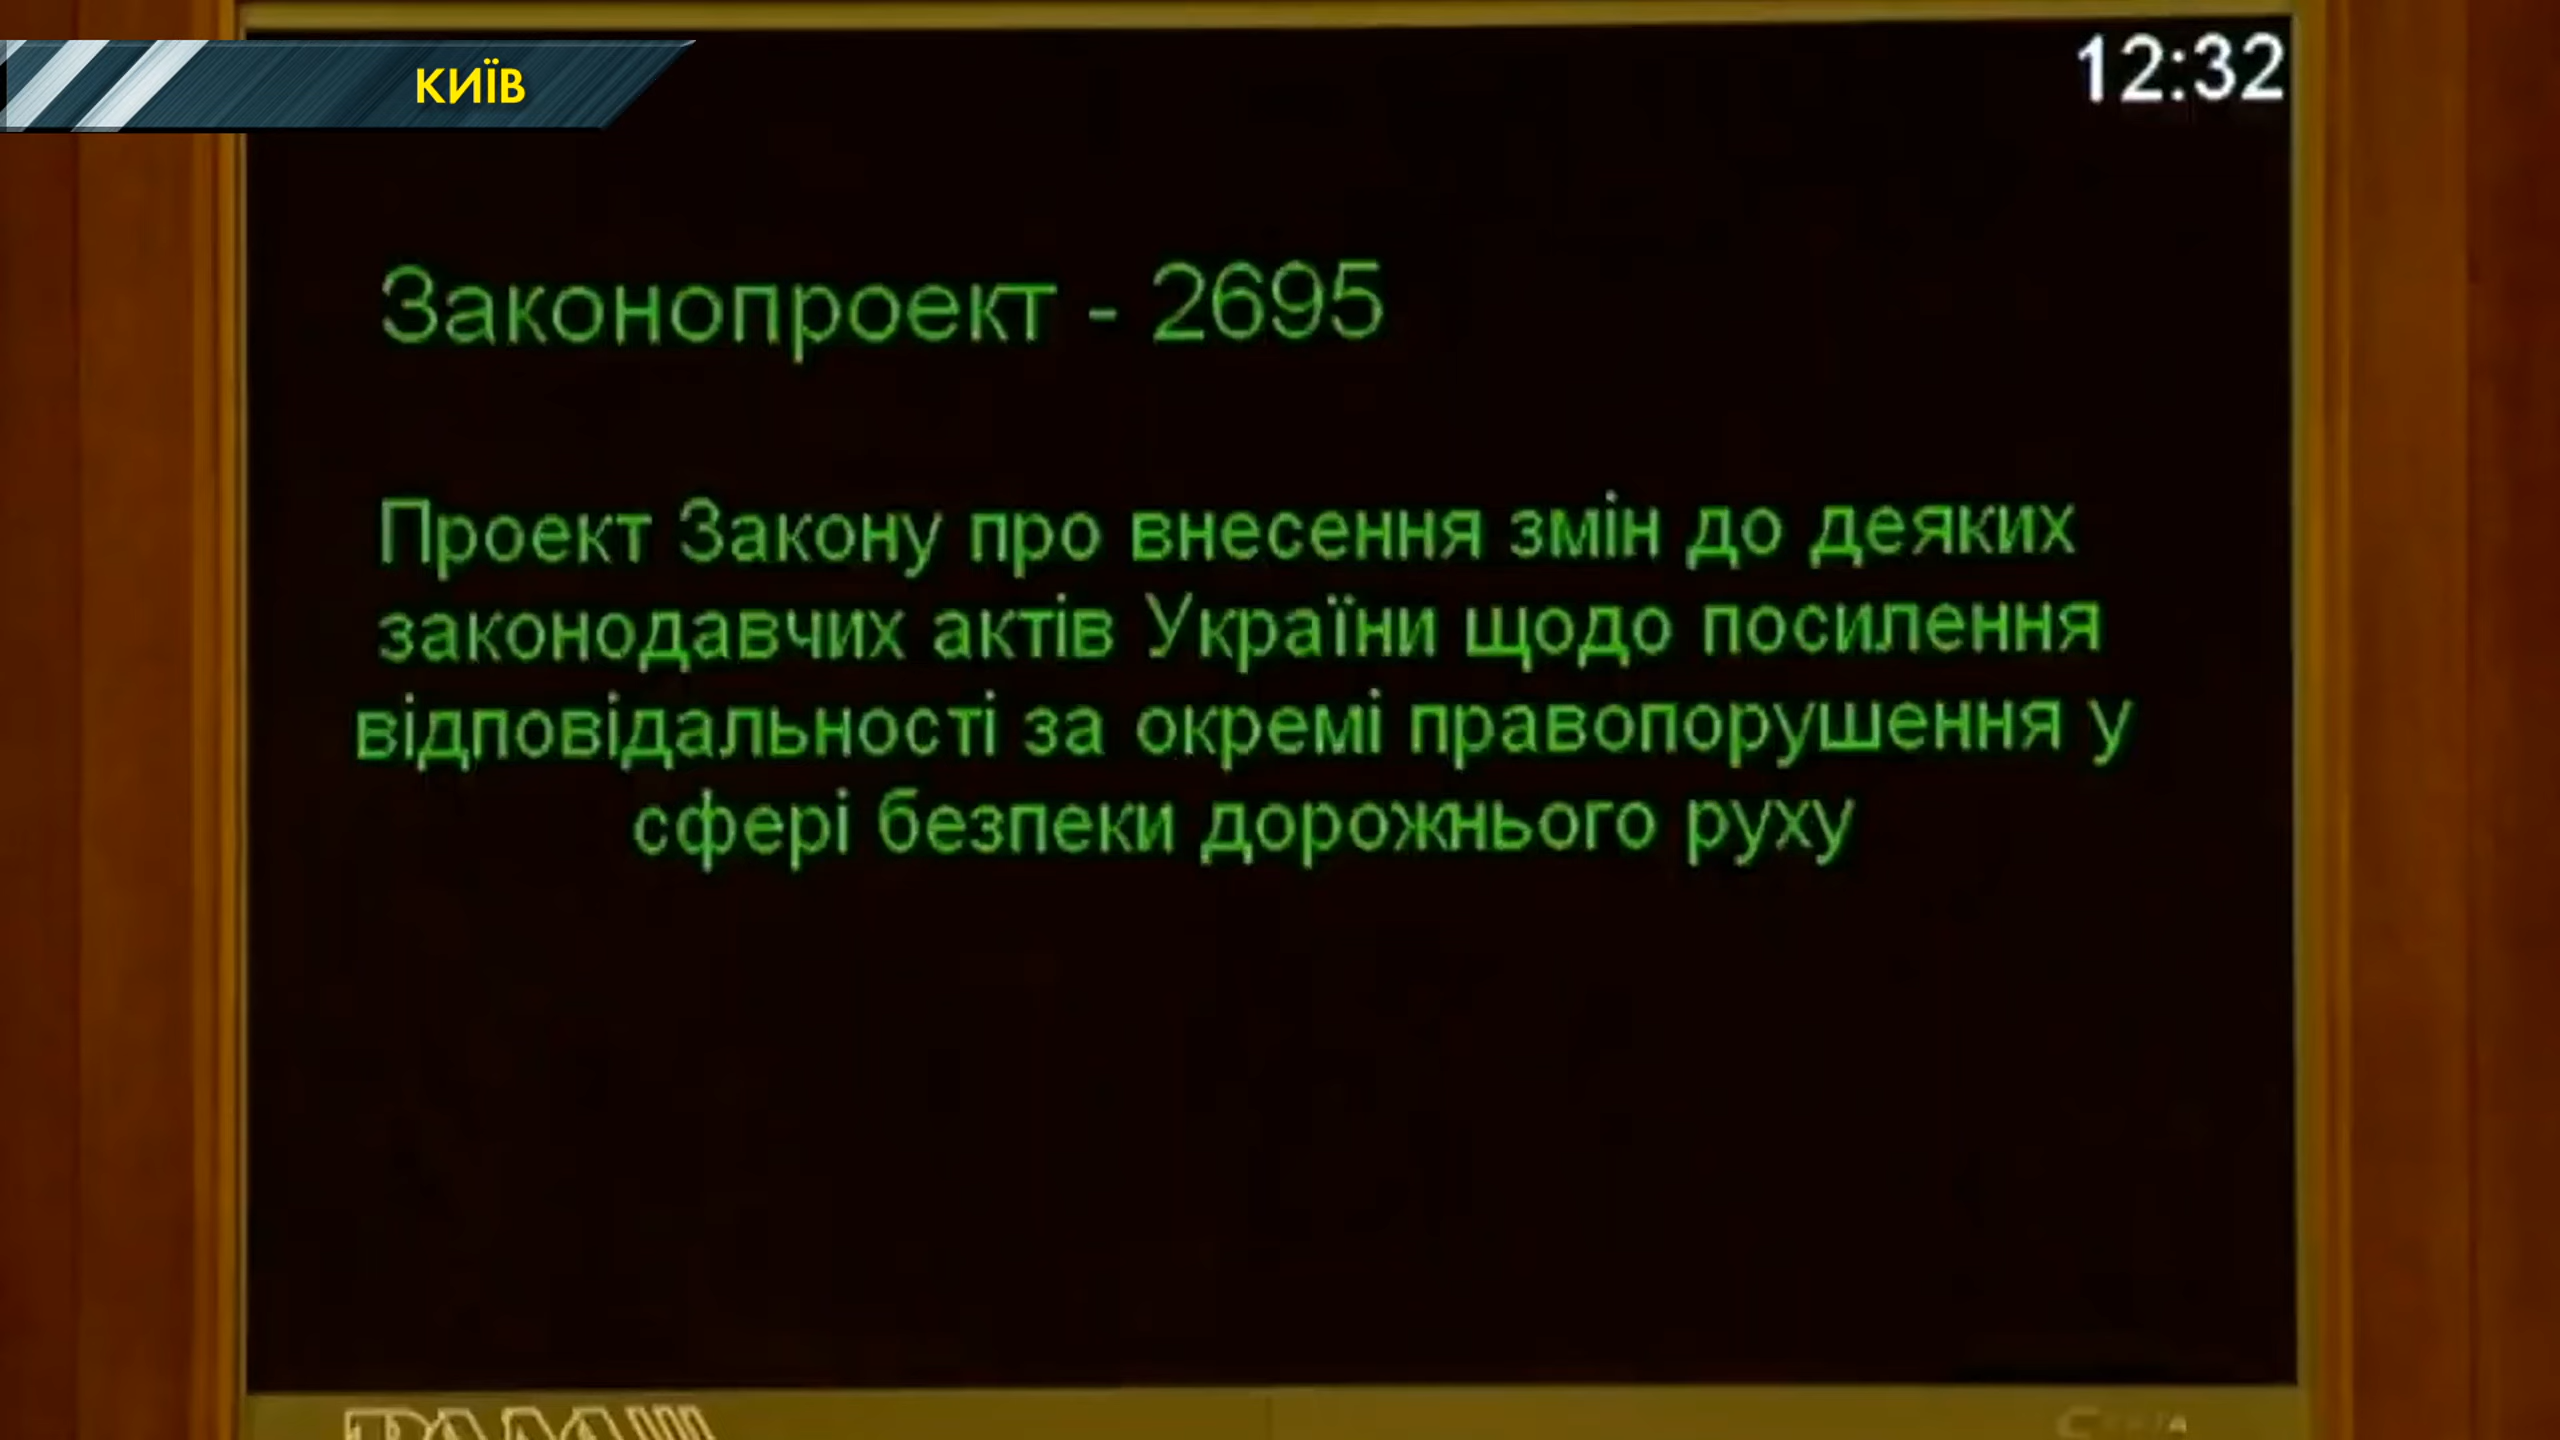 КИЇВ
12:32
Законопроект - 2695
Проект Закону про внесення змін до деяких
законодавчих актів України щодо посилення
відповідальності за окремі правопорушення у
сфері безпеки дорожнього руху